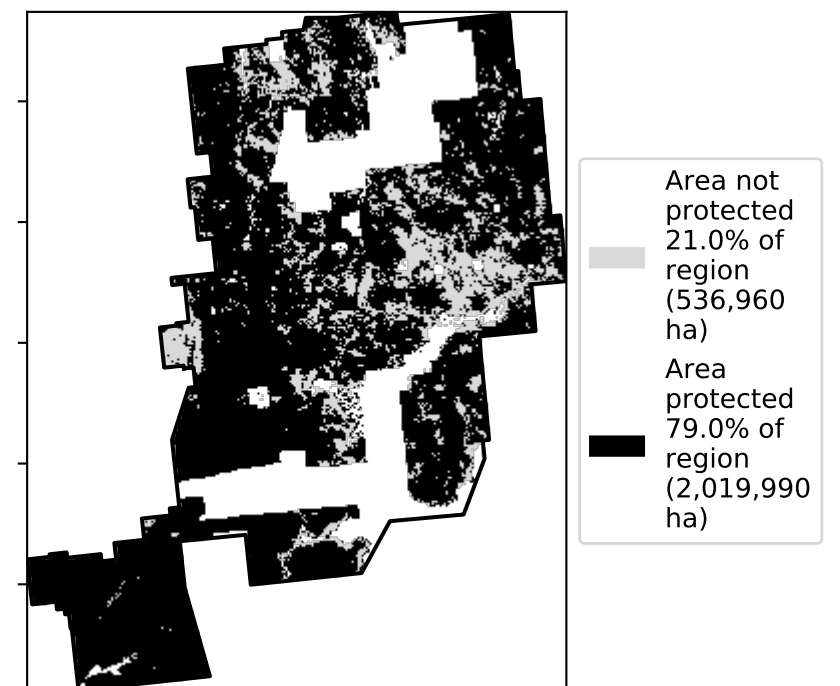 Area not
protected
21.0% of
region
(536,960
ha)
Area
protected
79.0% of
region
(2,019,990
ha)